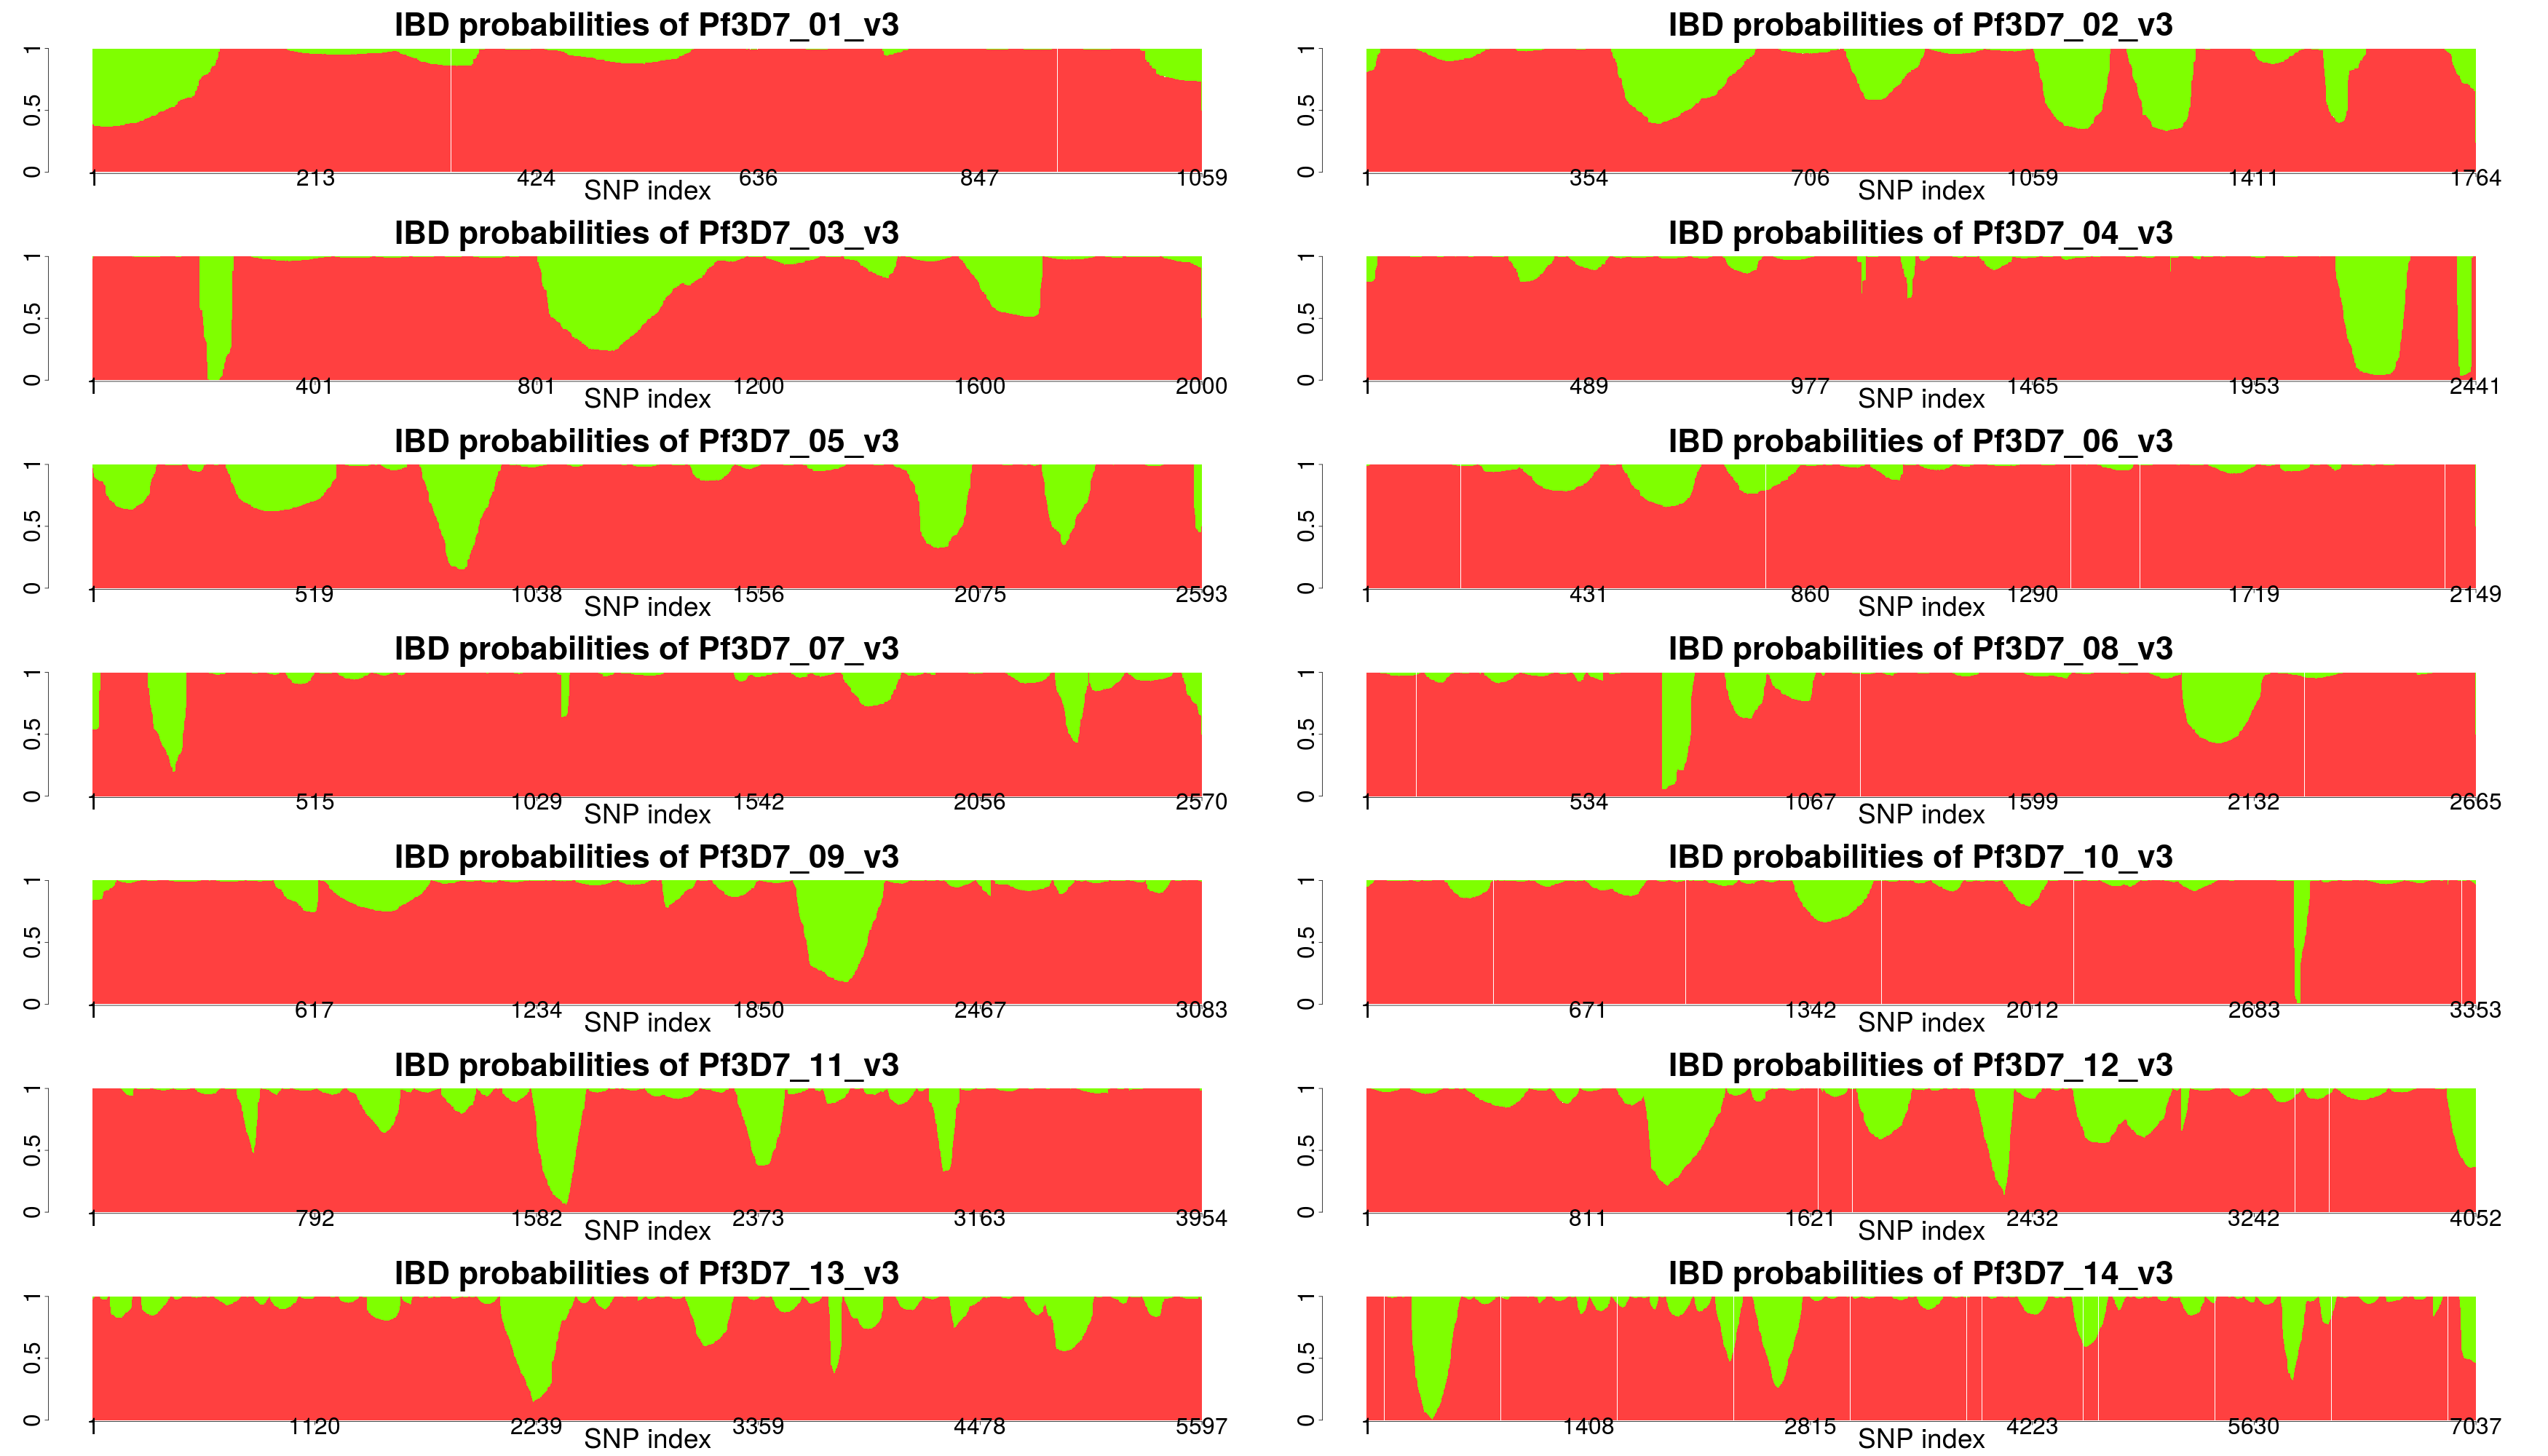 IBD probabilities of Pf3D7_01_v3
0 0.5 1
1 213 424 636 847 1059
SNP index
IBD probabilities of Pf3D7_02_v3
0 0.5 1
1 354 706 1059 1411 1764
SNP index
IBD probabilities of Pf3D7_03_v3
0 0.5 1
1 401 801 1200 1600 2000
SNP index
IBD probabilities of Pf3D7_04_v3
0 0.5 1
1 489 977 1465 1953 2441
SNP index
IBD probabilities of Pf3D7_05_v3
0 0.5 1
1 519 1038 1556 2075 2593
SNP index
IBD probabilities of Pf3D7_06_v3
0 0.5 1
1 431 860 1290 1719 2149
SNP index
IBD probabilities of Pf3D7_07_v3
0 0.5 1
1 515 1029 1542 2056 2570
SNP index
IBD probabilities of Pf3D7_08_v3
0 0.5 1
1 534 1067 1599 2132 2665
SNP index
IBD probabilities of Pf3D7_09_v3
0 0.5 1
1 617 1234 1850 2467 3083
SNP index
IBD probabilities of Pf3D7_10_v3
0 0.5 1
1 671 1342 2012 2683 3353
SNP index
IBD probabilities of Pf3D7_11_v3
0 0.5 1
1 792 1582 2373 3163 3954
SNP index
IBD probabilities of Pf3D7_12_v3
0 0.5 1
1 811 1621 2432 3242 4052
SNP index
IBD probabilities of Pf3D7_13_v3
0 0.5 1
1 1120 2239 3359 4478 5597
SNP index
IBD probabilities of Pf3D7_14_v3
0 0.5 1
1 1408 2815 4223 5630 7037
SNP index